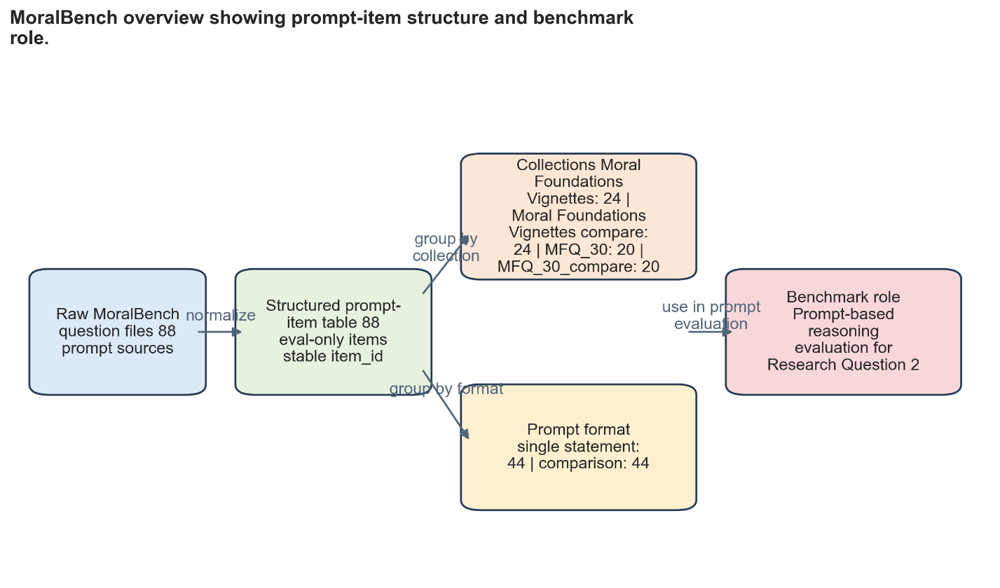 MoralBench overview showing prompt-item structure and benchmark
role.
Raw MoralBench
question files 88
prompt sources
normalize
Structured prompt-
item table 88
eval-only items
stable item_id
group by
collection
Collections Moral
Foundations
Vignettes: 24 |
Moral Foundations
Vignettes compare:
24 | MFQ_30: 20 |
MFQ_30_compare: 20
group by format
Prompt format
single statement:
44 | comparison: 44
use in prompt
evaluation
Benchmark role
Prompt-based
reasoning
evaluation for
Research Question 2